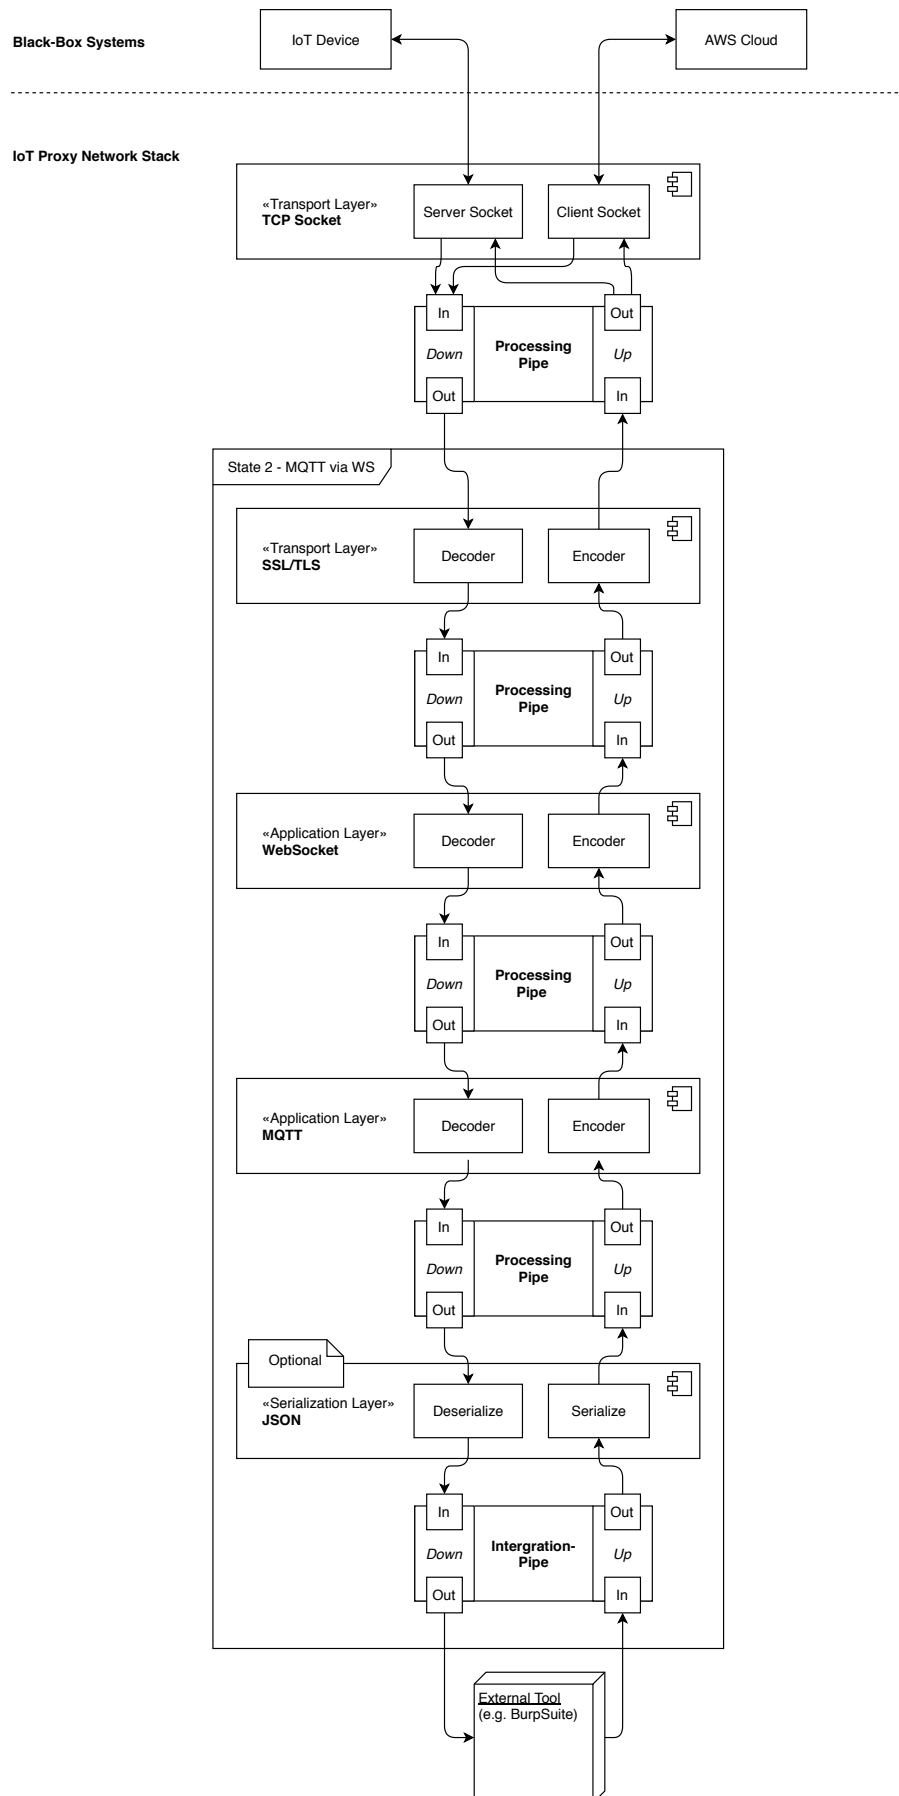 Black-Box Systems
IoT Device
AWS Cloud
IoT Proxy Network Stack
«Transport Layer»
TCP Socket
Server Socket
Client Socket
In
Out
Down
Processing
Pipe
Up
Out
In
State 2 - MQTT via WS
«Transport Layer»
SSL/TLS
Decoder
Encoder
In
Out
Down
Processing
Pipe
Up
Out
In
«Application Layer»
WebSocket
Decoder
Encoder
In
Out
Down
Processing
Pipe
Up
Out
In
«Application Layer»
MQTT
Decoder
Encoder
In
Out
Down
Processing
Pipe
Up
Out
In
Optional
«Serialization Layer»
JSON
Deserialize
Serialize
In
Out
Down
Intergration-
Pipe
Up
Out
In
External Tool
(e.g. BurpSuite)